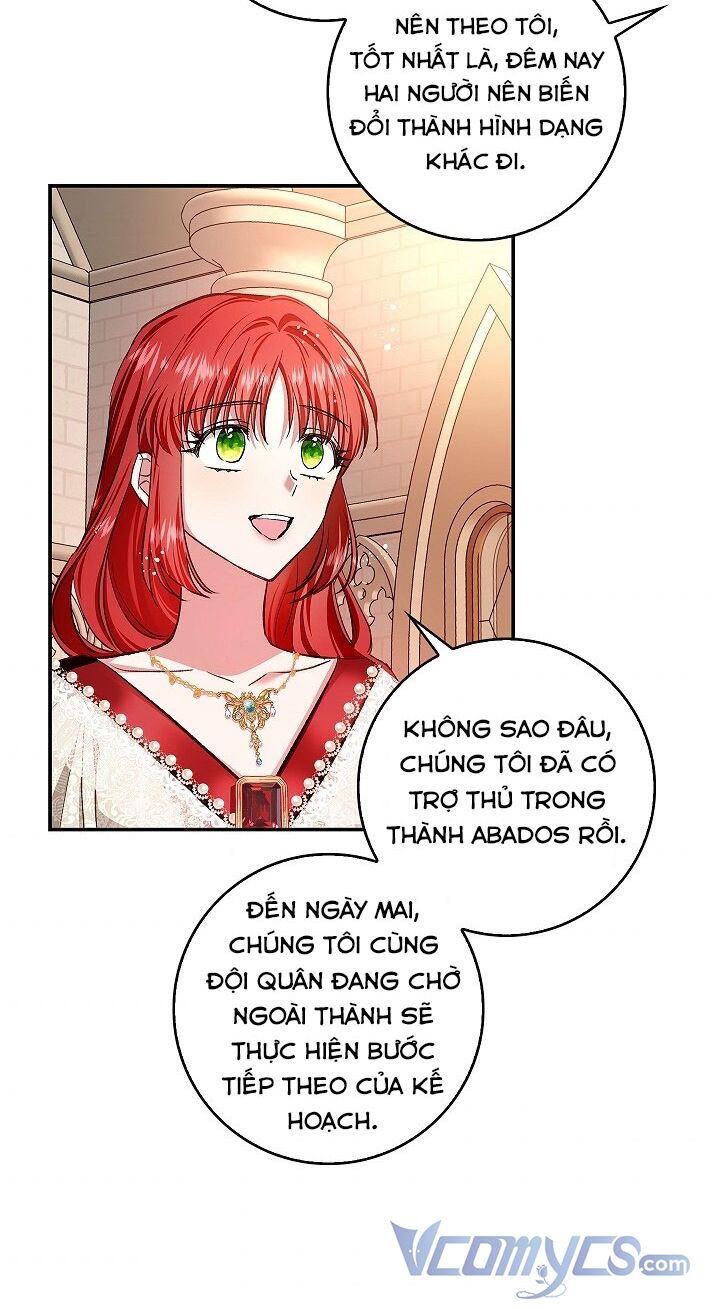 NÊN THEO TÔI,
TỐT NHẤT LÀ, ĐÊM NAY
HAI NGƯỜI NÊN BIẾN
ĐỔI THÀNH HÌNH DẠNG
KHÁC ĐI.
KHÔNG SAO ĐÂU,
CHÚNG TÔI ĐÃ CÓ
TRỢ THỦ TRONG
THÀNH ABADOS RỒI.
ĐẾN NGÀY MAI,
CHÚNG TÔI CÙNG
ĐỘI QUÂN ĐANG CHỜ
NGOÀI THÀNH SẼ
THỰC HIỆN BƯỚC
TIẾP THEO CỦA KẾ
HOẠCH.
VCOMYCS.com